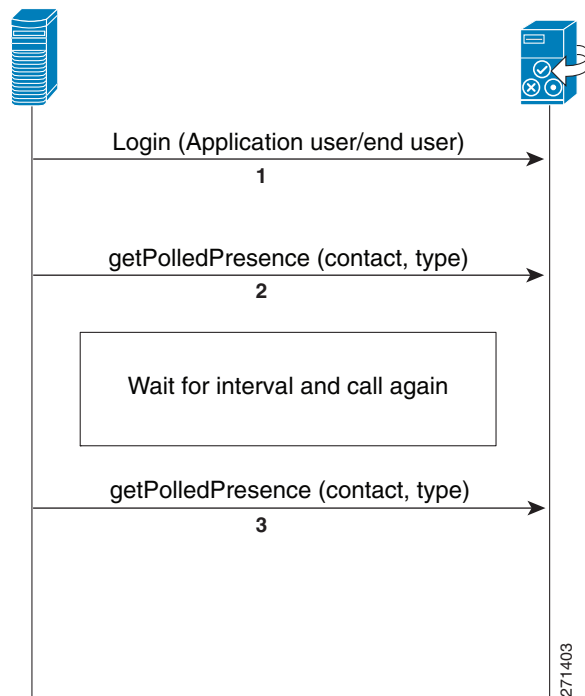 Login (Application user/end user)
1
getPolledPresence (contact, type)
2
Wait for interval and call again
getPolledPresence (contact, type)
3
271403